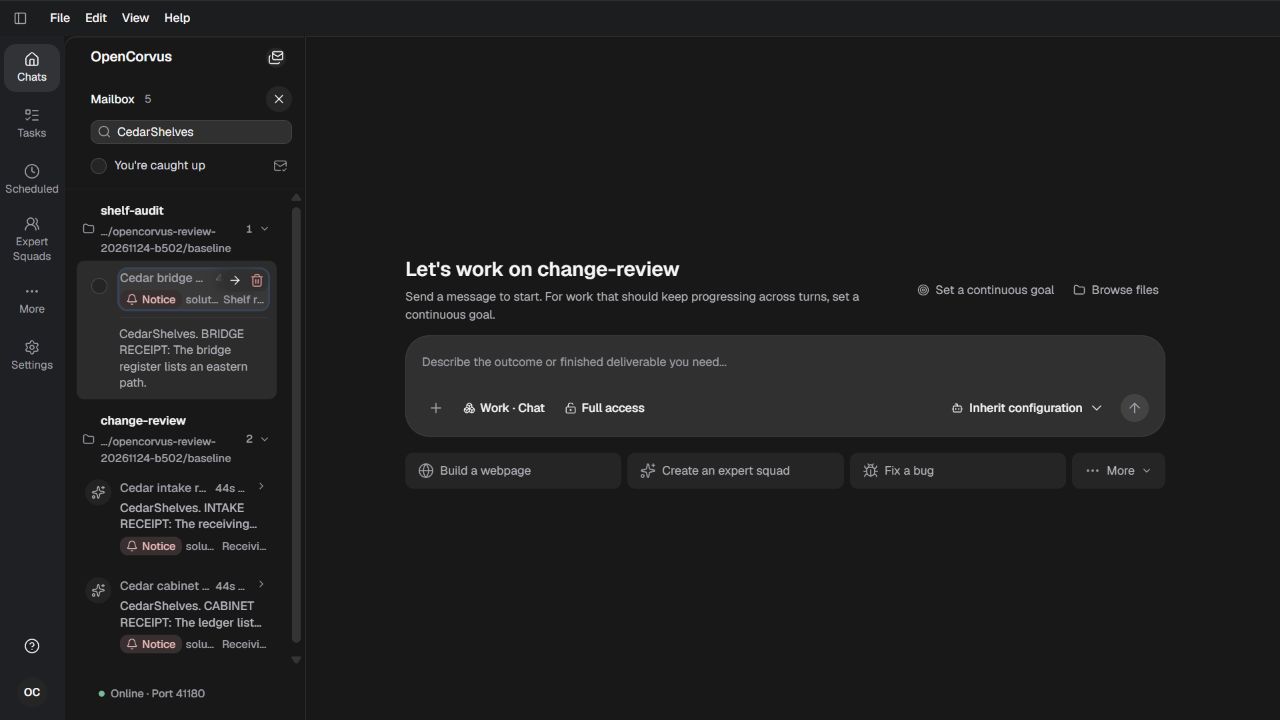 File Edit View Help
Chats
Tasks
Scheduled
Expert
Squads
More
Settings
OC
OpenCorvus
Mailbox 5
CedarShelves
You're caught up
shelf-audit
.../opencorvus-review-
20261124-b502/baseline
1
Cedar bridge ...
Notice solut... Shelf r...
CedarShelves. BRIDGE
RECEIPT: The bridge
register lists an eastern
path.
change-review
.../opencorvus-review-
20261124-b502/baseline
2
Cedar intake r... 44s ...
CedarShelves. INTAKE
RECEIPT: The receiving...
Notice solu... Receivi...
Cedar cabinet ... 44s ...
CedarShelves. CABINET
RECEIPT: The ledger list...
Notice solu... Receivi...
Online · Port 41180
Let's work on change-review
Send a message to start. For work that should keep progressing across turns, set a
continuous goal.
Set a continuous goal
Browse files
Describe the outcome or finished deliverable you need...
Work · Chat
Full access
Inherit configuration
Build a webpage
Create an expert squad
Fix a bug
More